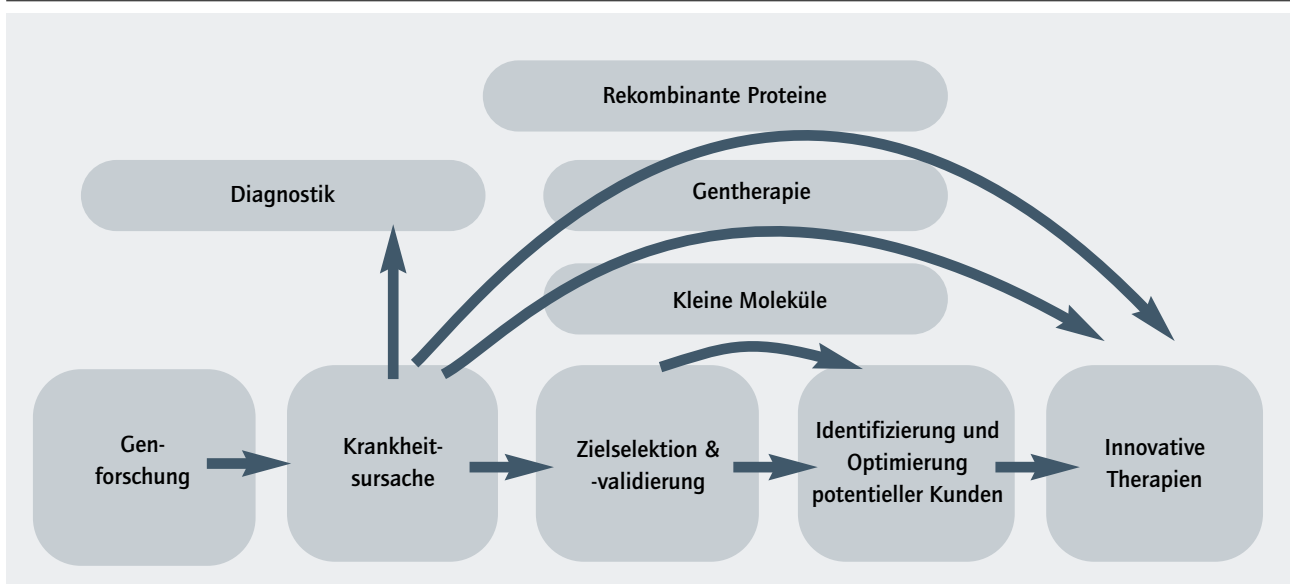 Rekombinante Proteine
Diagnostik
Gentherapie
Kleine Moleküle
Gen-
forschung
Krankheit-
sursache
Zielselektion &
-validierung
Identifizierung und
Optimierung
potentieller Kunden
Innovative
Therapien